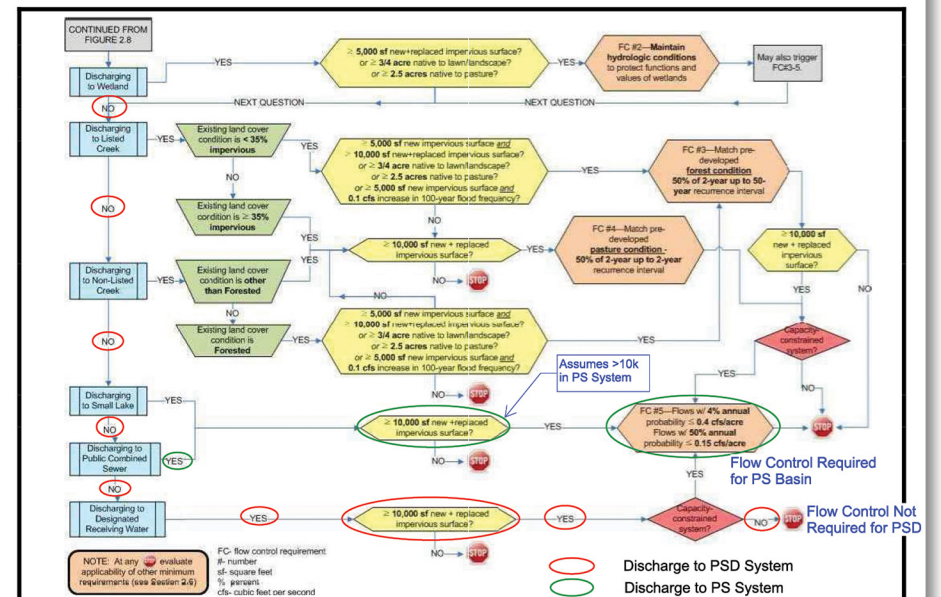 CONTINUED FROM
FIGURE 2.8
Discharging
to Wetland
YES
≥ 5,000 sf new+replaced impervious surface?
or ≥ 3/4 acre native to lawn/landscape?
or ≥ 2.5 acres native to pasture?
YES
FC #2—Maintain
hydrologic conditions
to protect functions and
values of wetlands
May also trigger
FC#3-5.
NO
NEXT QUESTION
NEXT QUESTION
Discharging
to Listed
Creek
YES
Existing land cover
condition is < 35%
impervious
YES
≥ 5,000 sf new impervious surface and
≥ 10,000 sf new+replaced impervious surface?
or ≥ 3/4 acre native to lawn/landscape?
or ≥ 2.5 acres native to pasture?
or ≥ 5,000 sf new impervious surface and
0.1 cfs increase in 100-year flood frequency?
YES
FC #3—Match pre-
developed
forest condition
50% of 2-year up to 50-
year recurrence interval
NO
NO
Existing land cover
condition is ≥ 35%
impervious
YES
NO
≥ 10,000 sf new + replaced
impervious surface?
YES
FC #4—Match pre-
developed
pasture condition -
50% of 2-year up to 2-year
recurrence interval
≥ 10,000 sf
new + replaced
impervious
surface?
NO
STOP
YES
NO
Discharging
to Non-Listed
Creek
YES
Existing land cover
condition is other
than Forested
YES
NO
NO
Existing land cover
condition is
Forested
YES
NO
≥ 5,000 sf new impervious surface and
≥ 10,000 sf new+replaced impervious surface?
or ≥ 3/4 acre native to lawn/landscape?
or ≥ 2.5 acres native to pasture?
or ≥ 5,000 sf new impervious surface and
0.1 cfs increase in 100-year flood frequency?
YES
Capacity-
constrained
system?
YES
NO
STOP
NO
STOP
Assumes >10k
in PS System
Discharging
to Small Lake
YES
NO
≥ 10,000 sf new +replaced
impervious surface?
YES
FC #5—Flows w/ 4% annual
probability ≤ 0.4 cfs/acre
Flows w/ 50% annual
probability ≤ 0.15 cfs/acre
Discharging to
Public Combined
Sewer
YES
NO
STOP
YES
Flow Control Required
for PS Basin
NO
Discharging to
Designated
Receiving Water
YES
≥ 10,000 sf new + replaced
impervious surface?
YES
Capacity-
constrained
system?
NO
STOP
Flow Control Not
Required for PSD
NO
STOP
NOTE: At any STOP evaluate
applicability of other minimum
requirements (see Section 2.6)
FC- flow control requirement
#- number
sf- square feet
% percent
cfs- cubic feet per second
Discharge to PSD System
Discharge to PS System